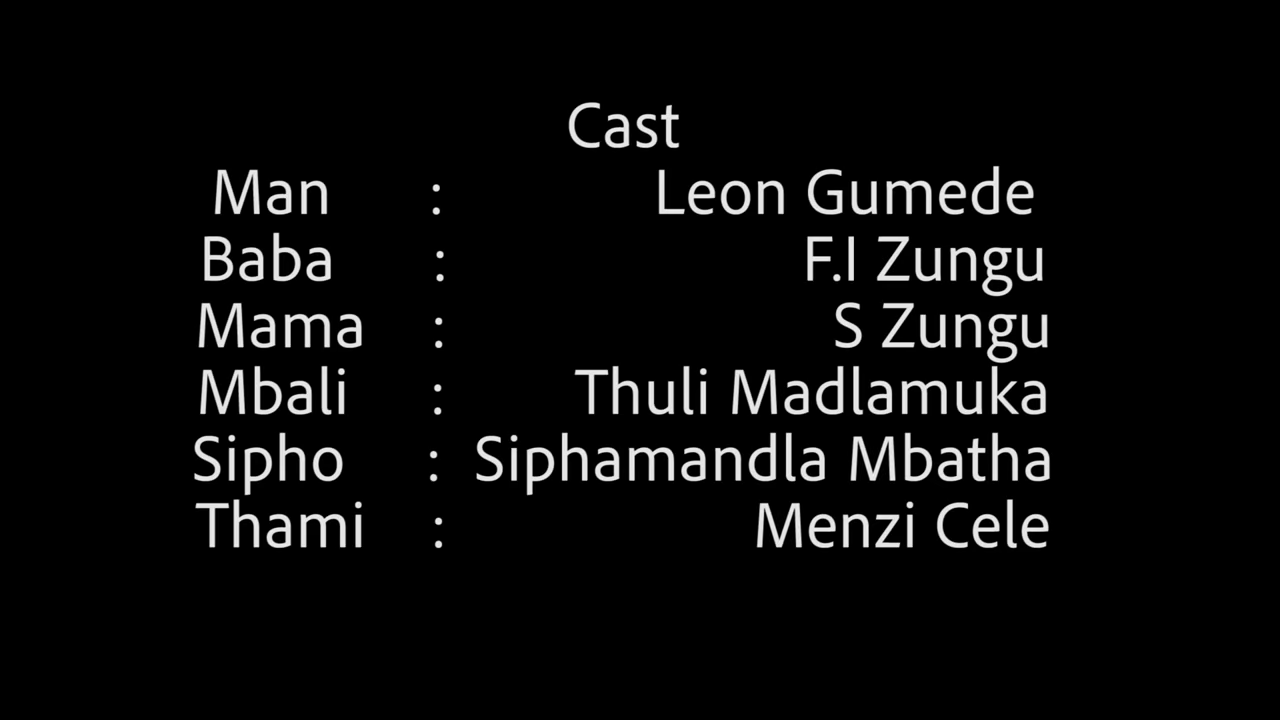 Cast
Man : Leon Gumede
Baba : F.I Zungu
Mama : S Zungu
Mbali : Thuli Madlamuka
Sipho : Siphamandla Mbatha
Thami : Menzi Cele